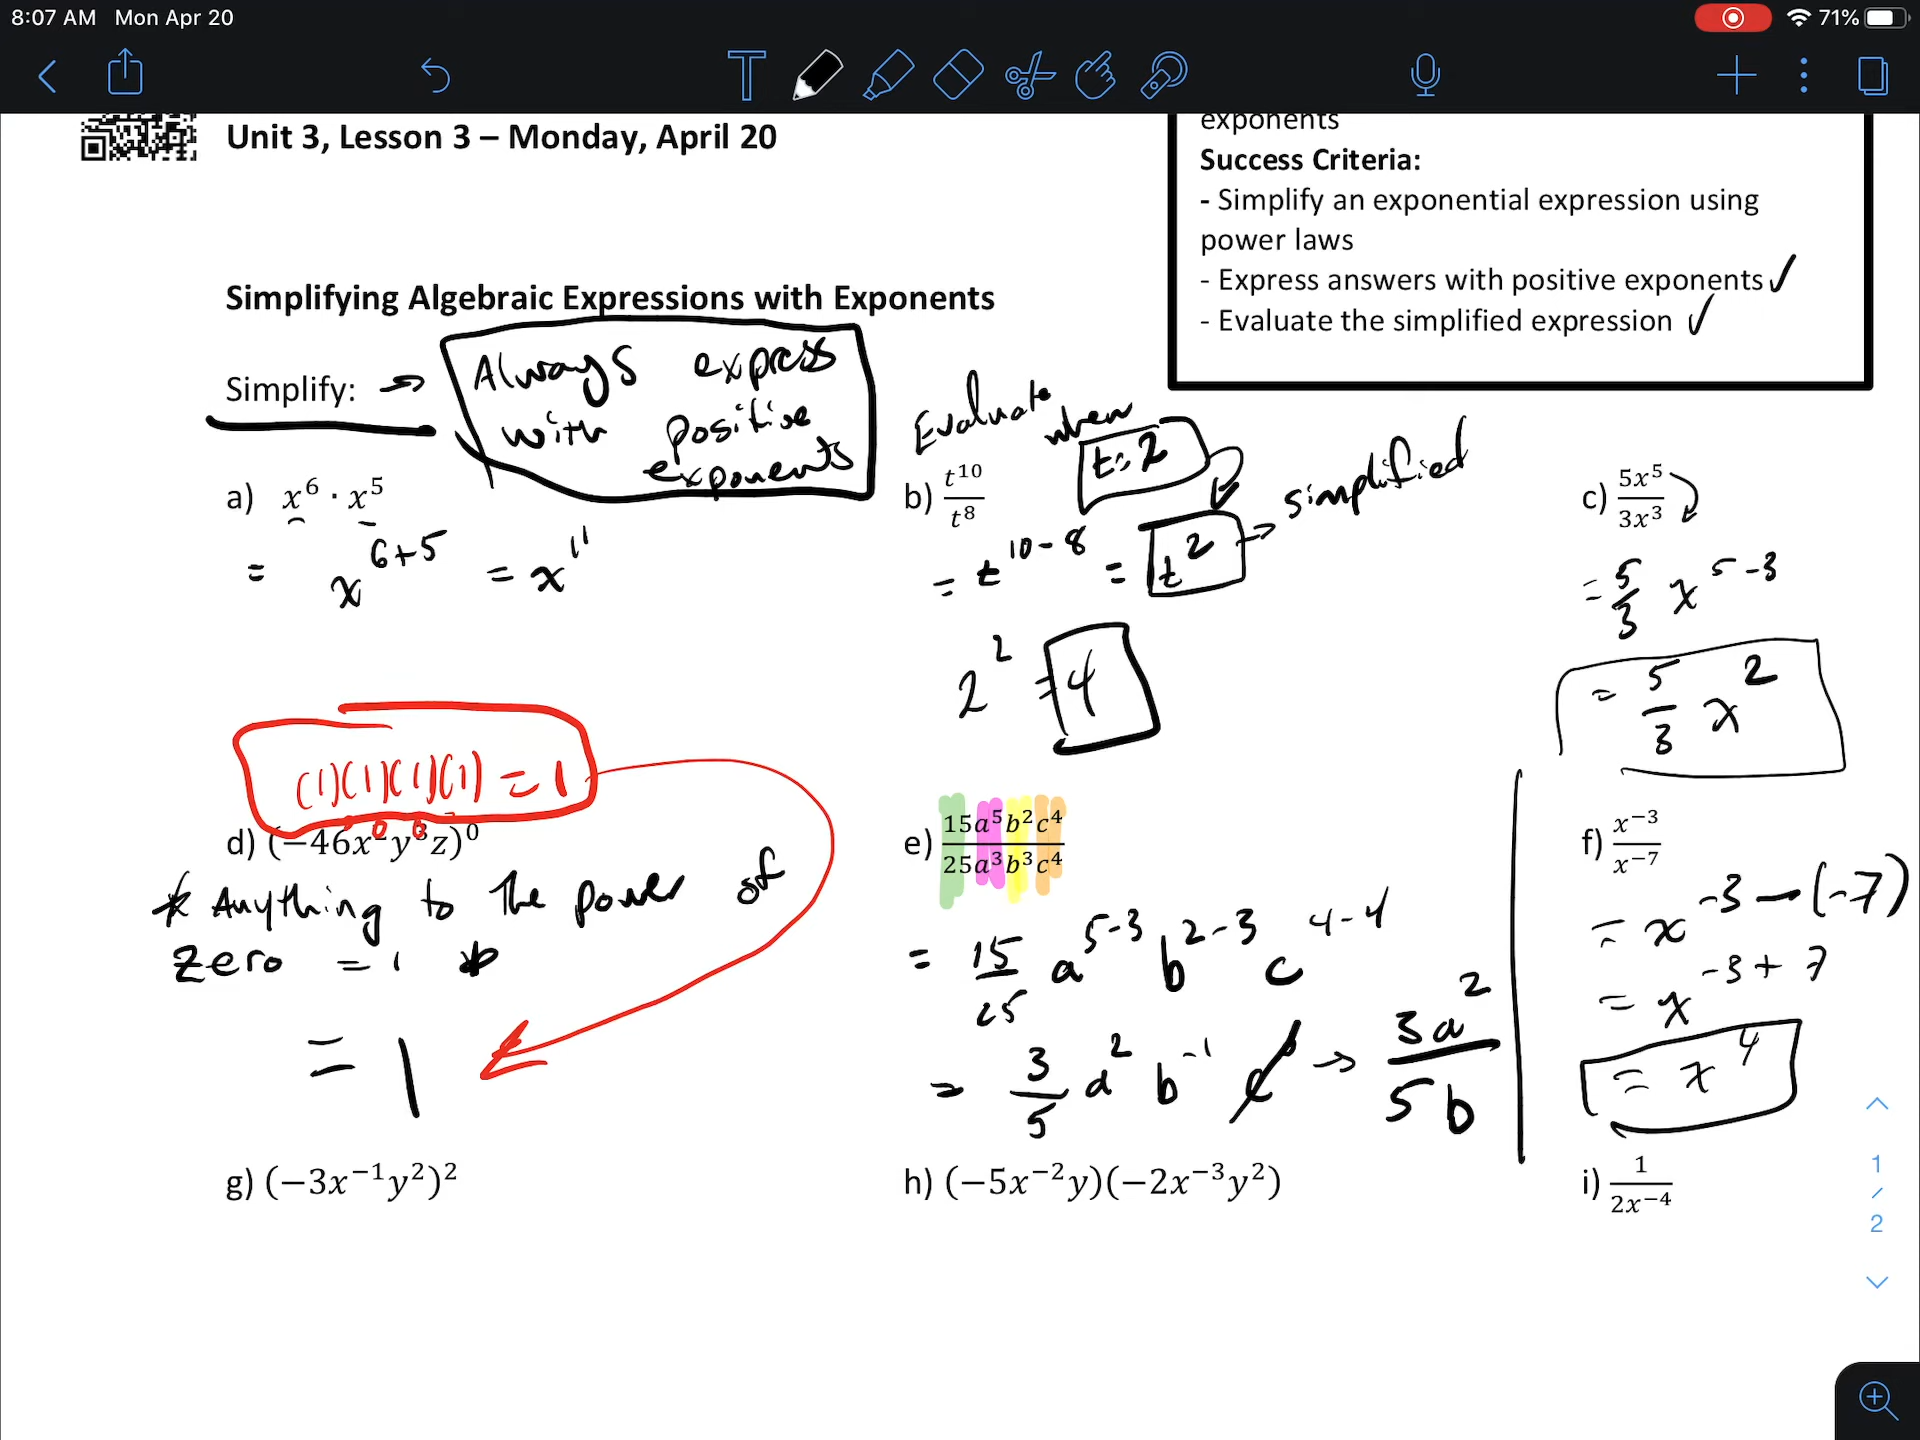 8:07 AM Mon Apr 20
71%
T
Unit 3, Lesson 3 – Monday, April 20
exponents
Success Criteria:
- Simplify an exponential expression using
power laws
- Express answers with positive exponents ✓
- Evaluate the simplified expression ✓
Simplifying Algebraic Expressions with Exponents
Simplify: →
Always express
with positive
exponents
a) x⁶ · x⁵
= x⁶⁺⁵ = x¹¹
Evaluate when
t = 2
b) t¹⁰/t⁸
= t¹⁰⁻⁸ = t² → simplified
2² = 4
c) 5x⁵/3x³
= 5/3 x⁵⁻³
= 5/3 x²
(1)(1)(1)(1) = 1
d) (−46x²y³z)⁰
* Anything to the power of
zero = 1 *
= 1
e) 15a⁵b²c⁴/25a³b³c⁴
= 15/25 a⁵⁻³ b²⁻³ c⁴⁻⁴
= 3/5 a² b⁻¹ c⁰ → 3a²/5b
f) x⁻³/x⁻⁷
= x⁻³⁻⁽⁻⁷⁾
= x⁻³⁺⁷
= x⁴
g) (−3x⁻¹y²)²
h) (−5x⁻²y)(−2x⁻³y²)
i) 1/2x⁻⁴
1
/
2